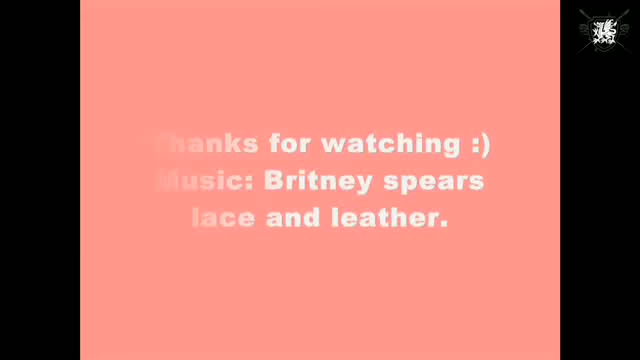 Thanks for watching :)
Music: Britney spears
lace and leather.